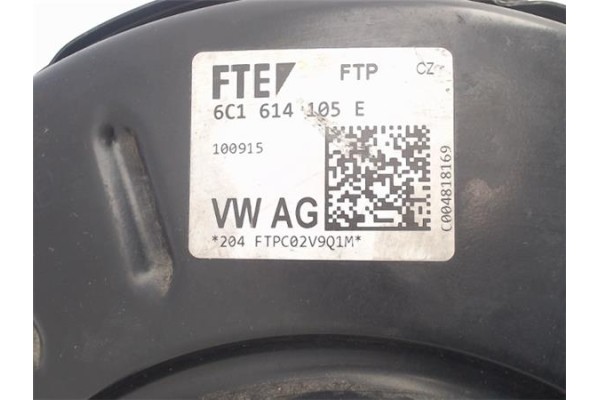 FTE FTP CZ
6C1 614 105 E
100915
VW AG
*204 FTPC02V9Q1M*
C004818169